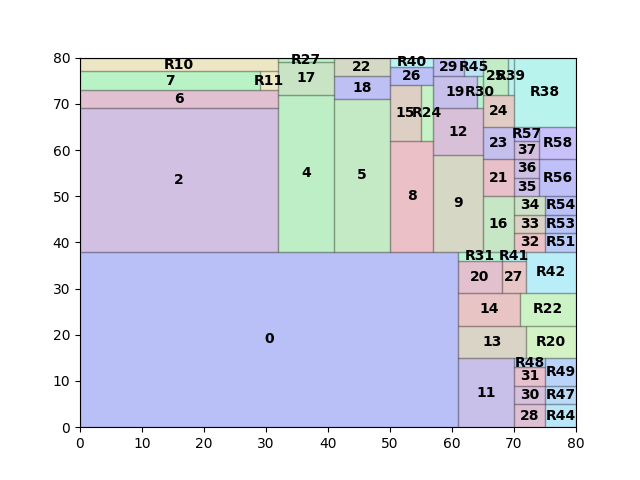 80 R10 R27 22 R40 29 R45 25 R39
7 R11 17 18 26 R38
70 6 15 R24 19 R30 24
60 12 23 R57 R58
37
50 2 4 5 8 9 21 36 R56
35
40 16 34 R54
33 R53
32 R51
30 R31 R41
20 27 R42
14 R22
20 0 13 R20
R48
10 31 R49
11 30 R47
0 28 R44
0 10 20 30 40 50 60 70 80